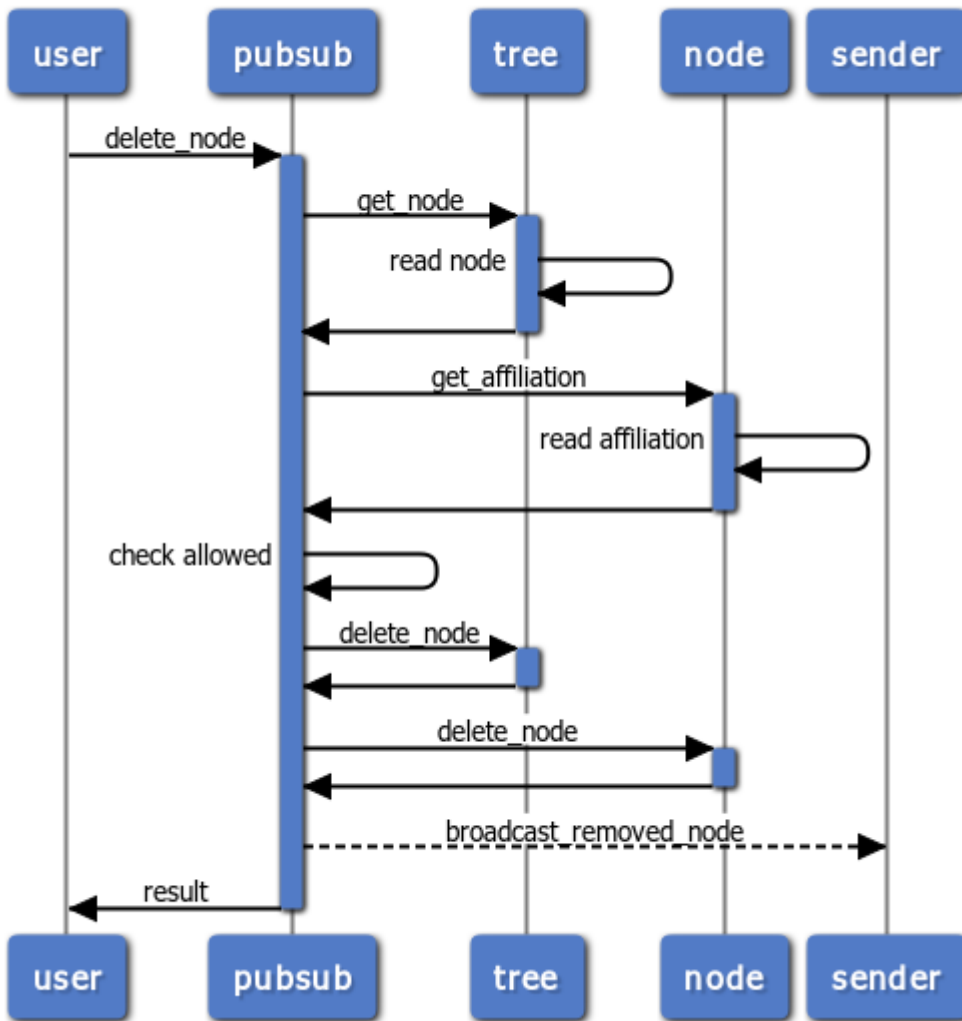 user pubsub tree node sender
delete_node
get_node
read node
get_affiliation
read affiliation
check allowed
delete_node
delete_node
broadcast_removed_node
result
user pubsub tree node sender